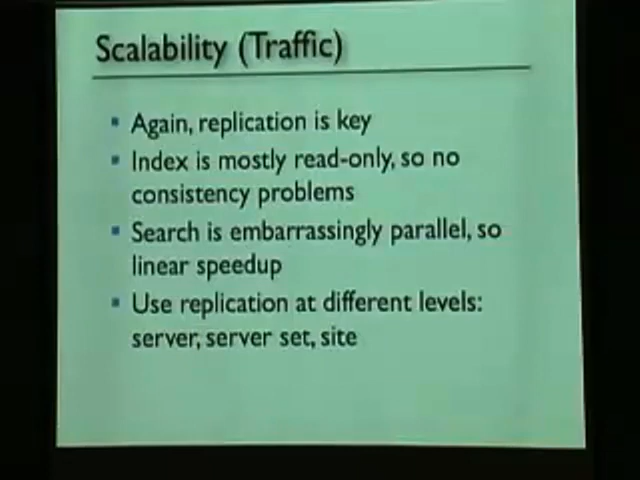 Scalability (Traffic)
Again, replication is key
Index is mostly read-only, so no
consistency problems
Search is embarrassingly parallel, so
linear speedup
Use replication at different levels:
server, server set, site